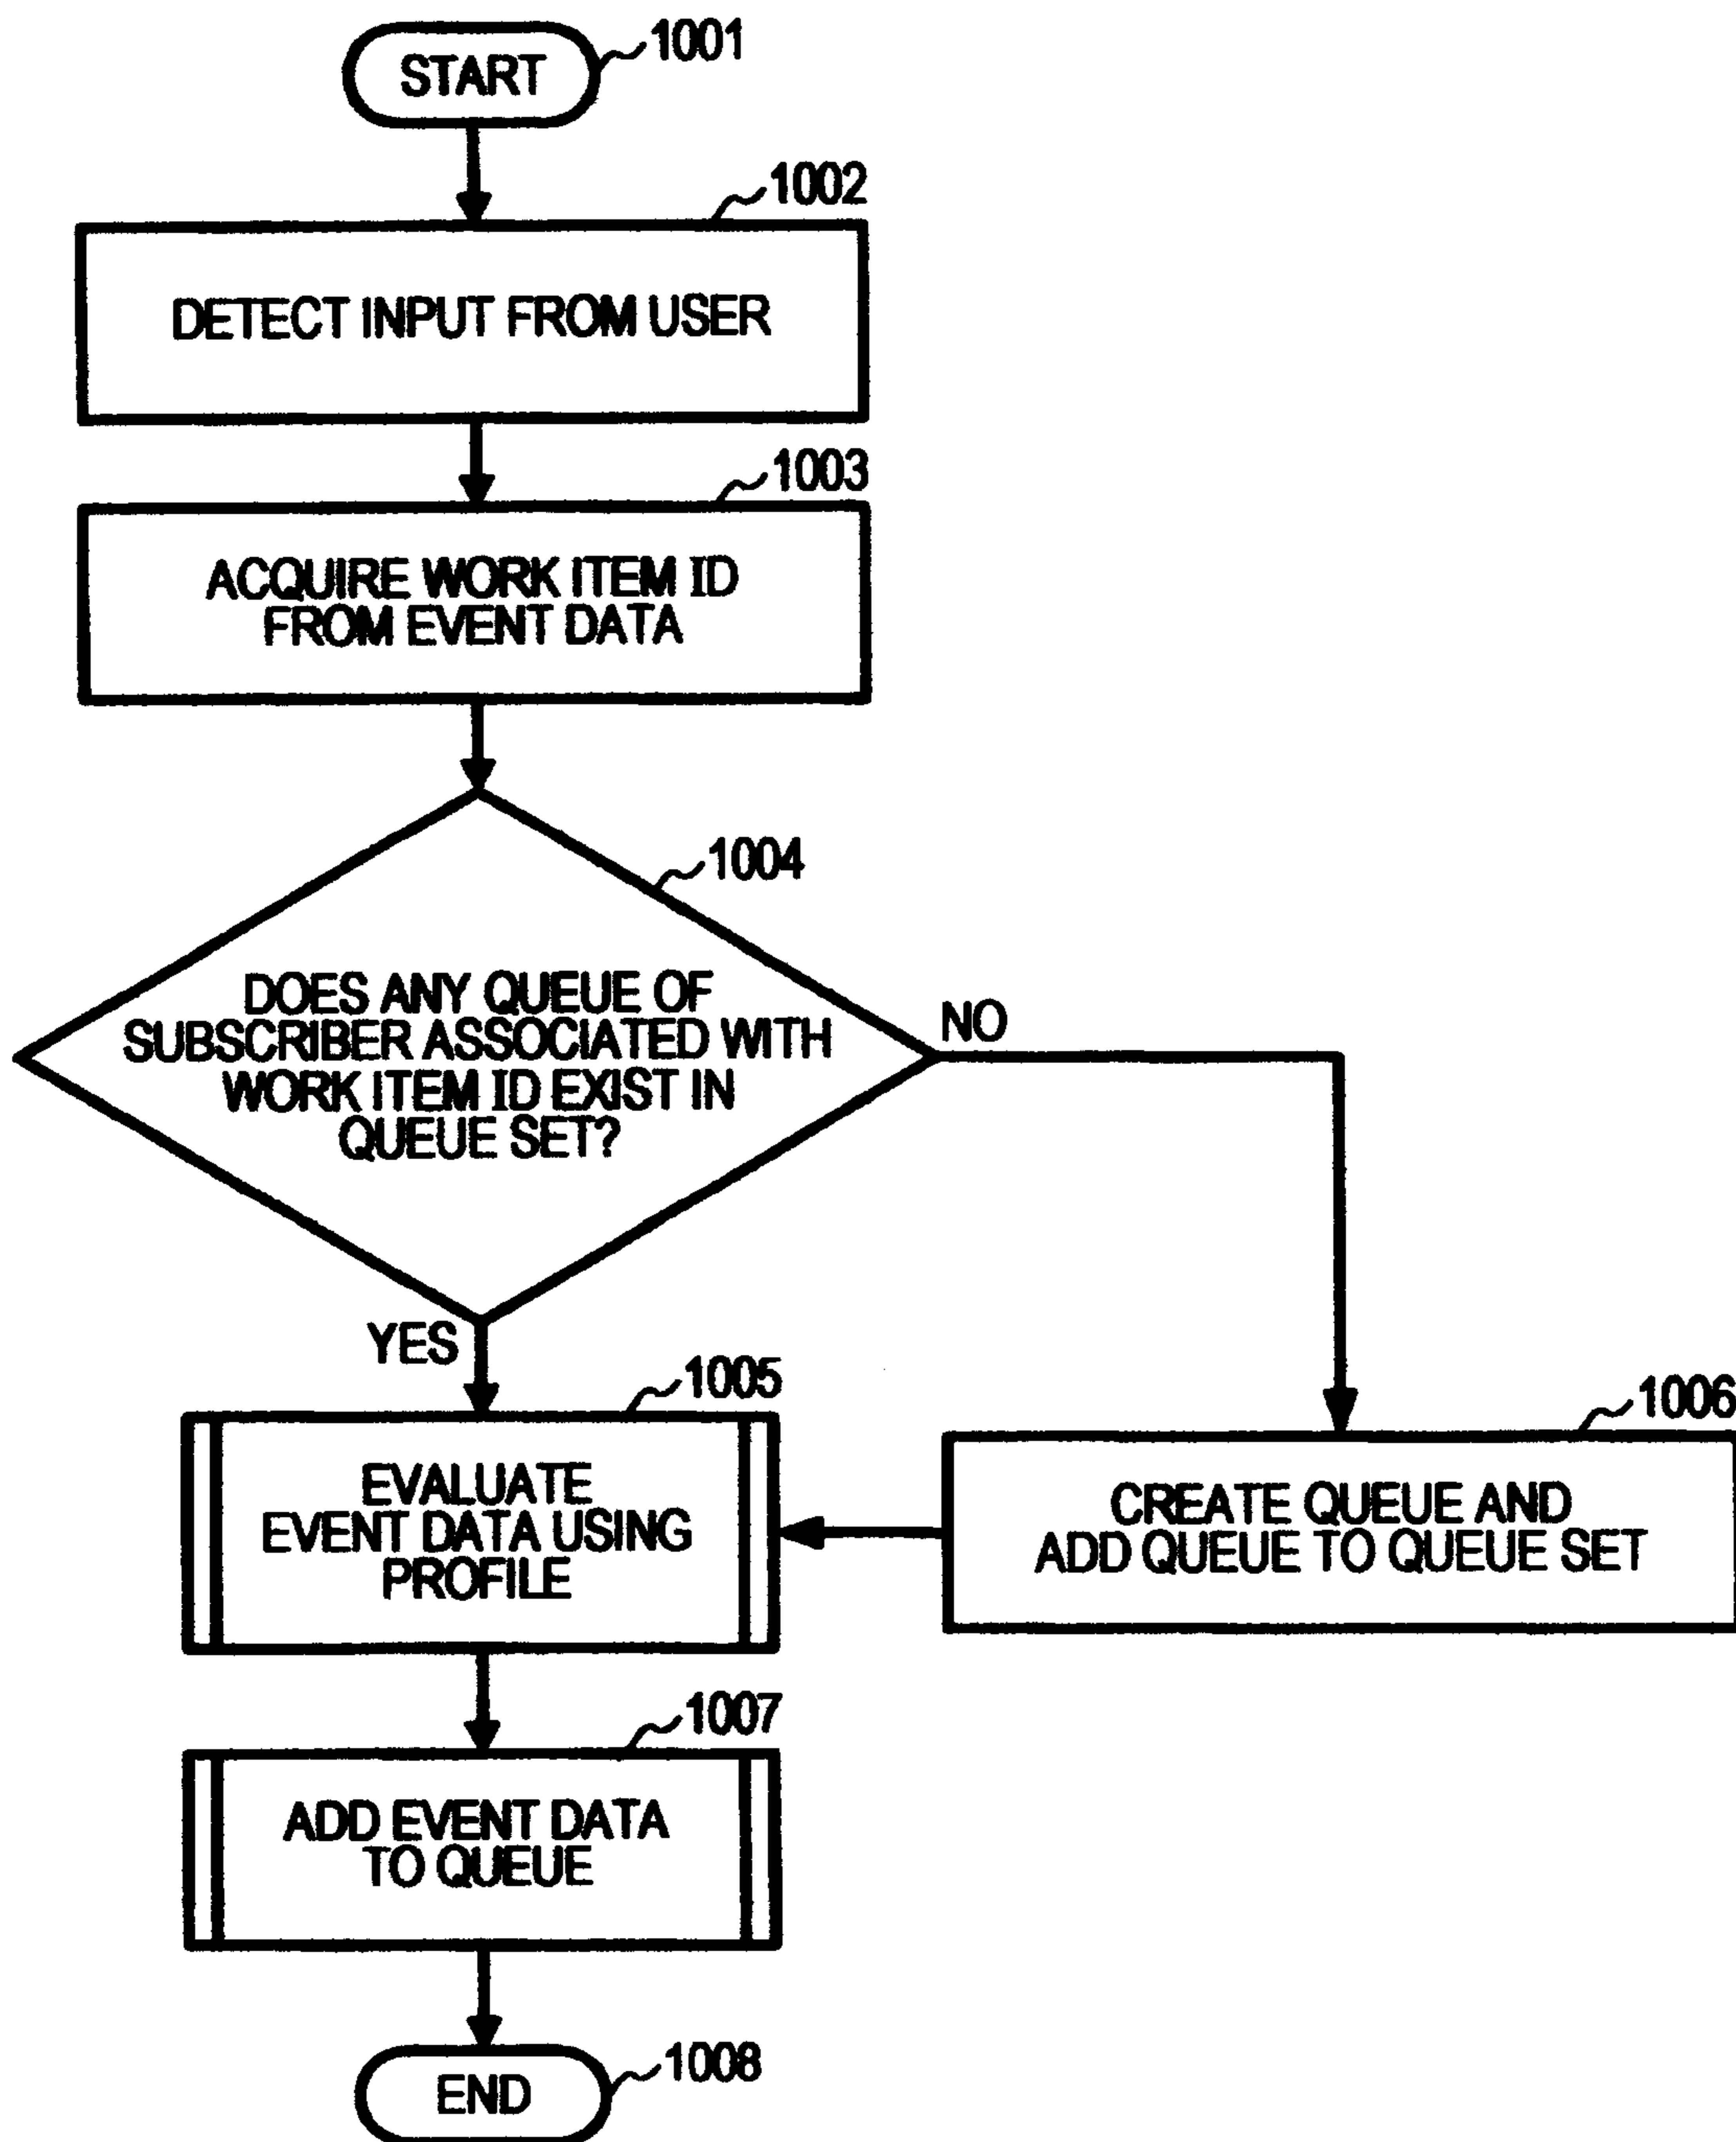 START
1001
1002
DETECT INPUT FROM USER
1003
ACQUIRE WORK ITEM ID
FROM EVENT DATA
1004
DOES ANY QUEUE OF
SUBSCRIBER ASSOCIATED WITH
WORK ITEM ID EXIST IN
QUEUE SET?
NO
YES
1005
EVALUATE
EVENT DATA USING
PROFILE
1006
CREATE QUEUE AND
ADD QUEUE TO QUEUE SET
1007
ADD EVENT DATA
TO QUEUE
END
1008